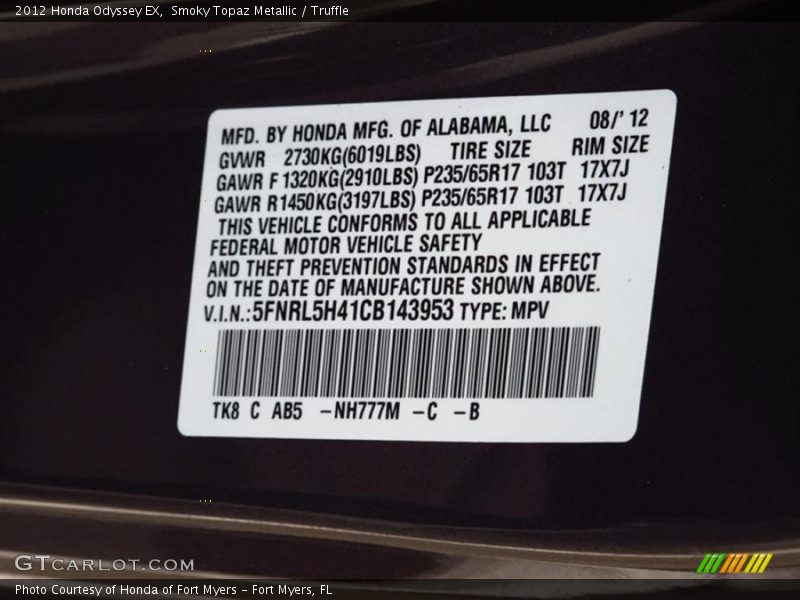 2012 Honda Odyssey EX,  Smoky Topaz Metallic / Truffle
MFD. BY HONDA MFG. OF ALABAMA, LLC 08/' 12
GVWR 2730KG(6019LBS) TIRE SIZE RIM SIZE
GAWR F 1320KG(2910LBS) P235/65R17 103T 17X7J
GAWR R1450KG(3197LBS) P235/65R17 103T 17X7J
THIS VEHICLE CONFORMS TO ALL APPLICABLE
FEDERAL MOTOR VEHICLE SAFETY
AND THEFT PREVENTION STANDARDS IN EFFECT
ON THE DATE OF MANUFACTURE SHOWN ABOVE.
V.I.N.:5FNRL5H41CB143953 TYPE: MPV
TK8 C AB5 –NH777M –C –B
GTCARLOT.COM
Photo Courtesy of Honda of Fort Myers – Fort Myers, FL